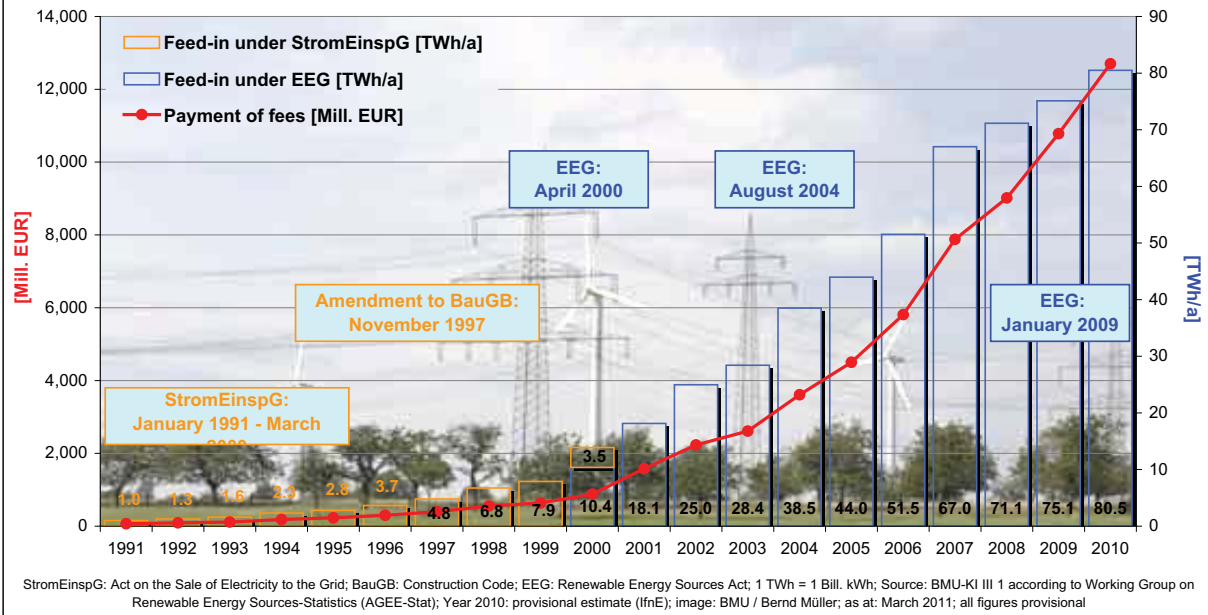 14,000
12,000
10,000
8,000
6,000
4,000
2,000
0
[Mill. EUR]
90
80
70
60
50
40
30
20
10
0
[TWh/a]
Feed-in under StromEinspG [TWh/a]
Feed-in under EEG [TWh/a]
Payment of fees [Mill. EUR]
EEG:
April 2000
EEG:
August 2004
Amendment to BauGB:
November 1997
EEG:
January 2009
StromEinspG:
January 1991 - March
3.5
1.0 1.3 1.6 2.3 2.8 3.7 4.8 6.8 7.9 10.4 18.1 25.0 28.4 38.5 44.0 51.5 67.0 71.1 75.1 80.5
1991 1992 1993 1994 1995 1996 1997 1998 1999 2000 2001 2002 2003 2004 2005 2006 2007 2008 2009 2010
StromEinspG: Act on the Sale of Electricity to the Grid; BauGB: Construction Code; EEG: Renewable Energy Sources Act; 1 TWh = 1 Bill. kWh; Source: BMU-KI III 1 according to Working Group on
Renewable Energy Sources-Statistics (AGEE-Stat); Year 2010: provisional estimate (IfnE); image: BMU / Bernd Müller; as at: March 2011; all figures provisional